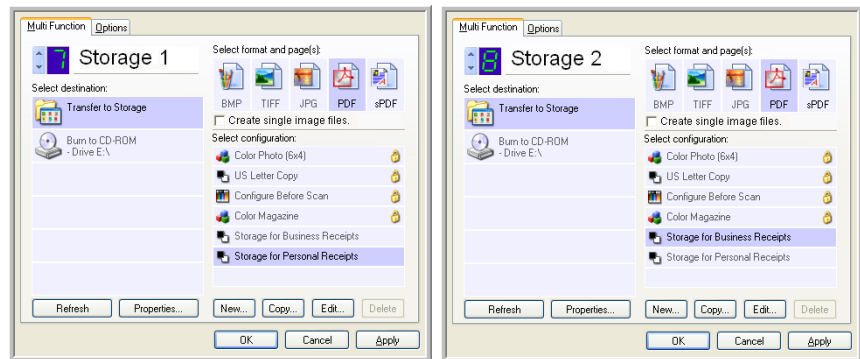 Multi Function Options
7 Storage 1
Select destination:
Transfer to Storage
Burn to CD-ROM
- Drive E:\
Refresh Properties...
Select format and page(s):
BMP TIFF JPG PDF sPDF
Create single image files.
Select configuration:
Color Photo (6x4)
US Letter Copy
Configure Before Scan
Color Magazine
Storage for Business Receipts
Storage for Personal Receipts
New... Copy... Edit... Delete
OK Cancel Apply
Multi Function Options
8 Storage 2
Select destination:
Transfer to Storage
Burn to CD-ROM
- Drive E:\
Refresh Properties...
Select format and page(s):
BMP TIFF JPG PDF sPDF
Create single image files.
Select configuration:
Color Photo (6x4)
US Letter Copy
Configure Before Scan
Color Magazine
Storage for Business Receipts
Storage for Personal Receipts
New... Copy... Edit... Delete
OK Cancel Apply